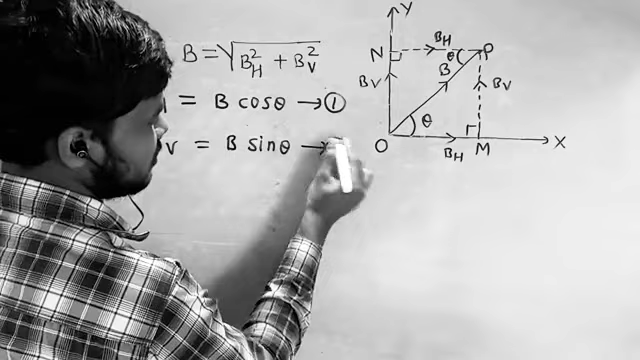 B = √B_H² + B_V²
= B cosθ → ①
V = B sinθ →
Y
N B_H P
θ
B_V B B_V
θ
O B_H M X